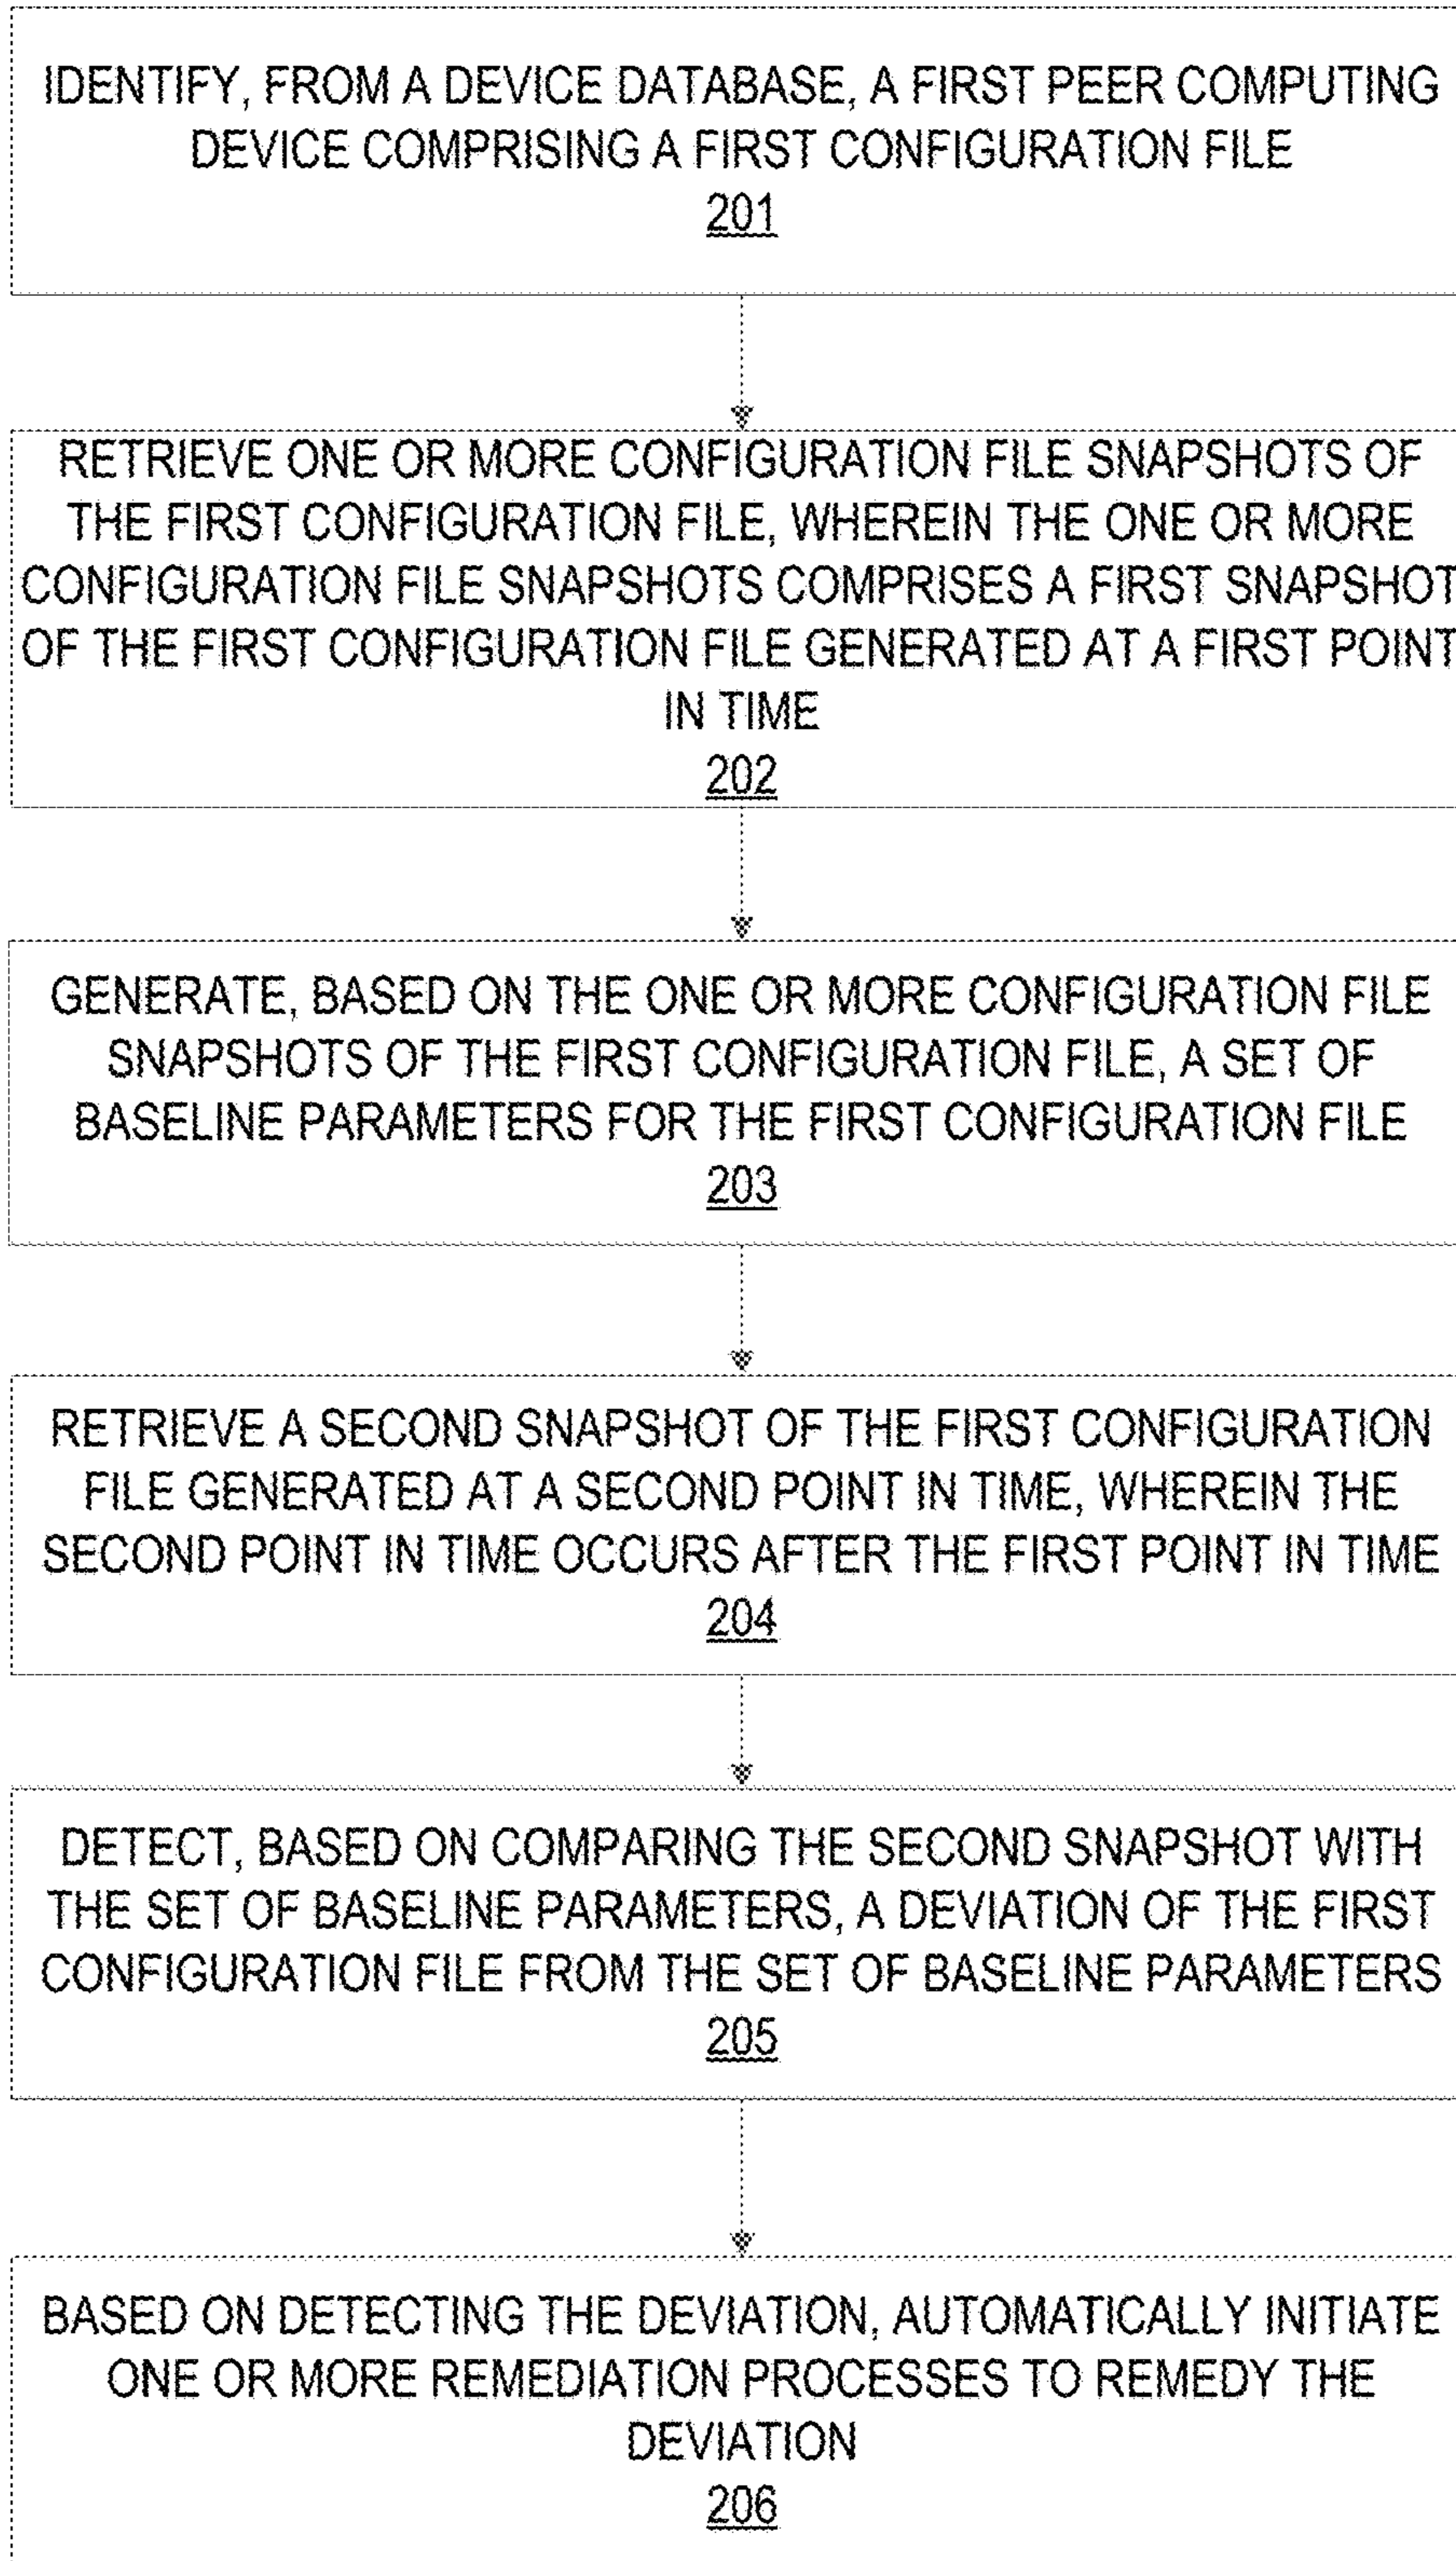 IDENTIFY, FROM A DEVICE DATABASE, A FIRST PEER COMPUTING
DEVICE COMPRISING A FIRST CONFIGURATION FILE
201
RETRIEVE ONE OR MORE CONFIGURATION FILE SNAPSHOTS OF
THE FIRST CONFIGURATION FILE, WHEREIN THE ONE OR MORE
CONFIGURATION FILE SNAPSHOTS COMPRISES A FIRST SNAPSHOT
OF THE FIRST CONFIGURATION FILE GENERATED AT A FIRST POINT
IN TIME
202
GENERATE, BASED ON THE ONE OR MORE CONFIGURATION FILE
SNAPSHOTS OF THE FIRST CONFIGURATION FILE, A SET OF
BASELINE PARAMETERS FOR THE FIRST CONFIGURATION FILE
203
RETRIEVE A SECOND SNAPSHOT OF THE FIRST CONFIGURATION
FILE GENERATED AT A SECOND POINT IN TIME, WHEREIN THE
SECOND POINT IN TIME OCCURS AFTER THE FIRST POINT IN TIME
204
DETECT, BASED ON COMPARING THE SECOND SNAPSHOT WITH
THE SET OF BASELINE PARAMETERS, A DEVIATION OF THE FIRST
CONFIGURATION FILE FROM THE SET OF BASELINE PARAMETERS
205
BASED ON DETECTING THE DEVIATION, AUTOMATICALLY INITIATE
ONE OR MORE REMEDIATION PROCESSES TO REMEDY THE
DEVIATION
206